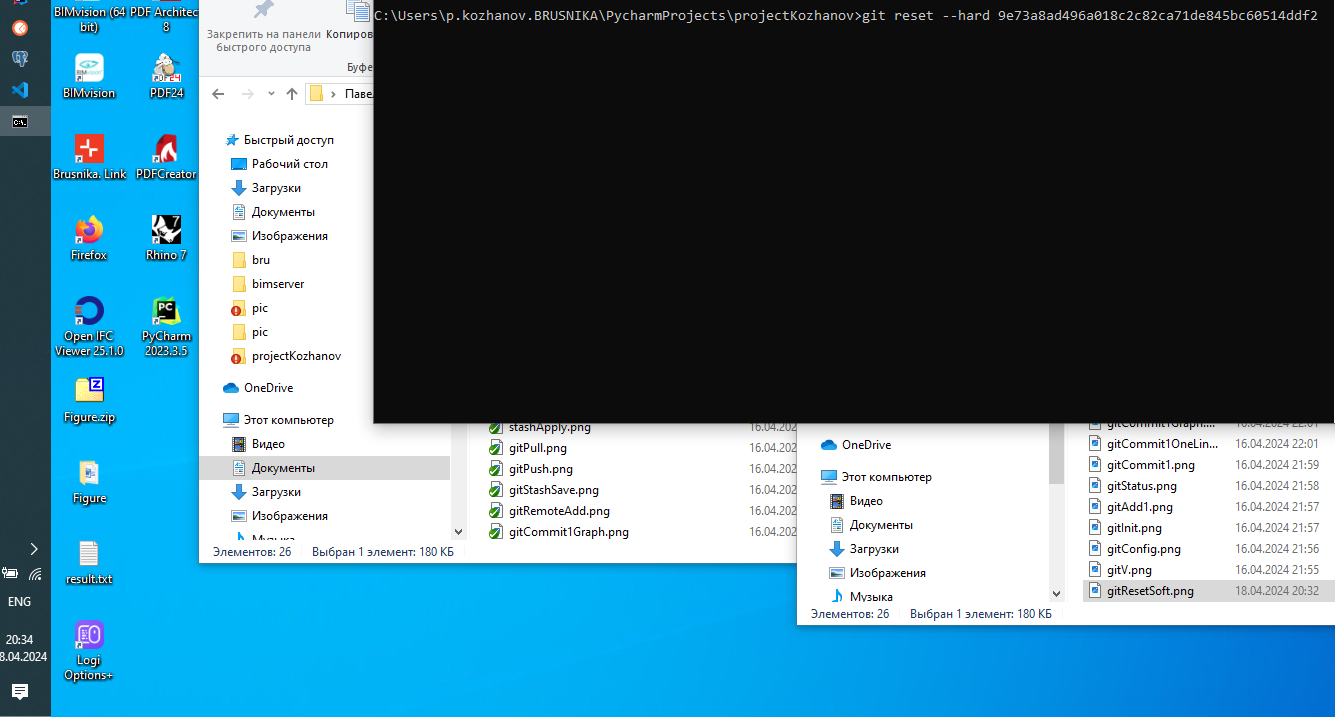 C:\Users\p.kozhanov.BRUSNIKA\PycharmProjects\projectKozhanov>git reset --hard 9e73a8ad496a018c2c82ca71de845bc60514ddf2
BIMvision (64
bit)
PDF Architec
8
BIMvision
PDF24
Brusnika. Link
PDFCreator
Firefox
Rhino 7
Open IFC
Viewer 25.1.0
PyCharm
2023.3.5
Figure.zip
Figure
result.txt
Logi
Options+
ENG
20:34
8.04.2024
Закрепить на панели
быстрого доступа
Копиров
Буфе
Павел
Быстрый доступ
Рабочий стол
Загрузки
Документы
Изображения
bru
bimserver
pic
pic
projectKozhanov
OneDrive
Этот компьютер
Видео
Документы
Загрузки
Изображения
Музыка
stashApply.png 16.04.202
gitPull.png 16.04.202
gitPush.png 16.04.202
gitStashSave.png 16.04.202
gitRemoteAdd.png 16.04.202
gitCommit1Graph.png 16.04.202
Элементов: 26 Выбран 1 элемент: 180 КБ
OneDrive
Этот компьютер
Видео
Документы
Загрузки
Изображения
Музыка
gitCommit1Graph.... 16.04.2024 22:01
gitCommit1OneLin... 16.04.2024 22:01
gitCommit1.png 16.04.2024 21:59
gitStatus.png 16.04.2024 21:58
gitAdd1.png 16.04.2024 21:57
gitInit.png 16.04.2024 21:57
gitConfig.png 16.04.2024 21:56
gitV.png 16.04.2024 21:55
gitResetSoft.png 18.04.2024 20:32
Элементов: 26 Выбран 1 элемент: 180 КБ